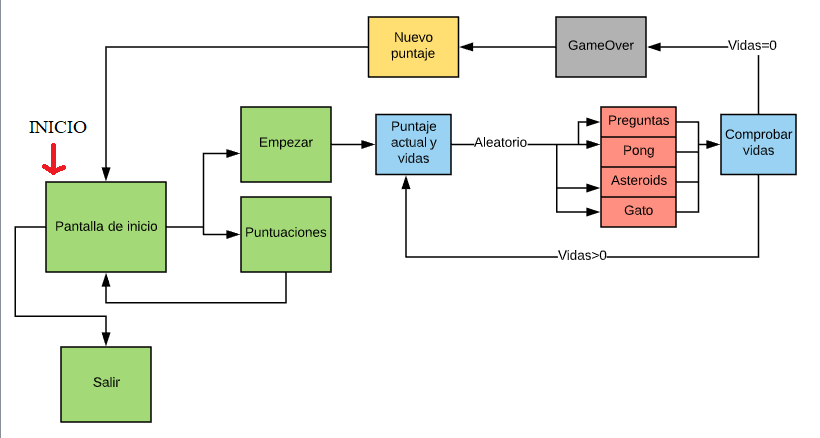 Nuevo
puntaje
GameOver
Vidas=0
INICIO
Empezar
Puntaje
actual y
vidas
Aleatorio
Preguntas
Pong
Asteroids
Gato
Comprobar
vidas
Pantalla de inicio
Puntuaciones
Vidas>0
Salir